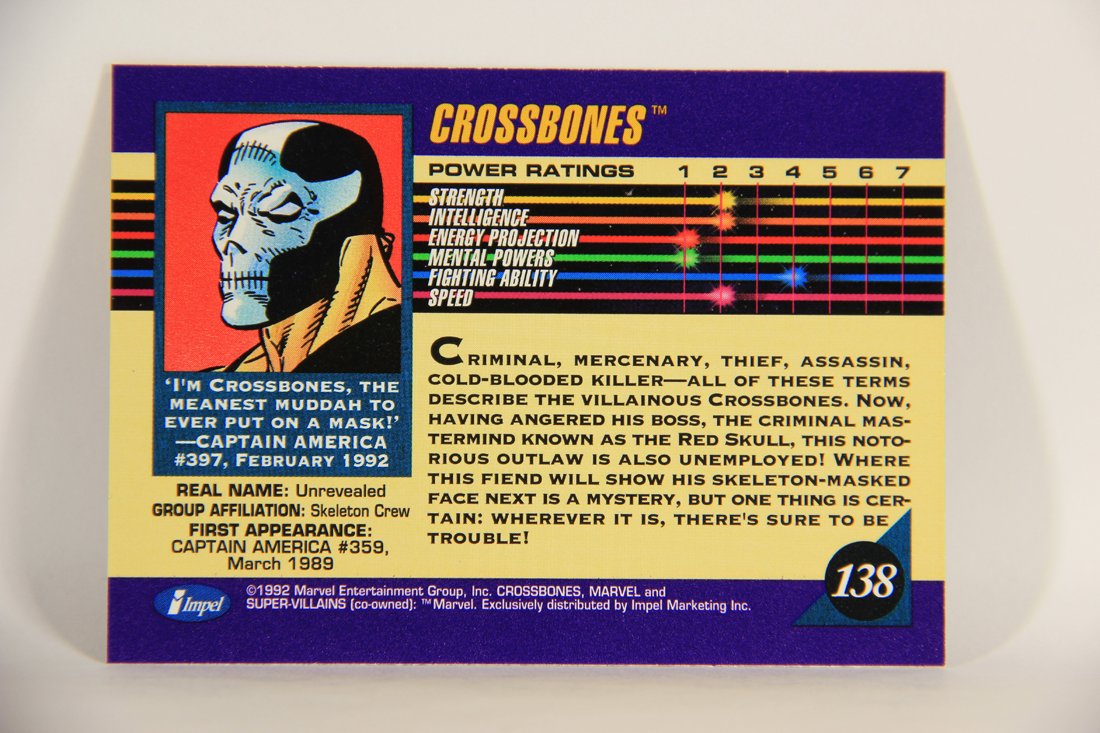 CROSSBONES™
POWER RATINGS 1 2 3 4 5 6 7
STRENGTH
INTELLIGENCE
ENERGY PROJECTION
MENTAL POWERS
FIGHTING ABILITY
SPEED
'I'M CROSSBONES, THE
MEANEST MUDDAH TO
EVER PUT ON A MASK!'
—CAPTAIN AMERICA
#397, FEBRUARY 1992
REAL NAME: Unrevealed
GROUP AFFILIATION: Skeleton Crew
FIRST APPEARANCE:
CAPTAIN AMERICA #359,
March 1989
CRIMINAL, MERCENARY, THIEF, ASSASSIN,
COLD-BLOODED KILLER—ALL OF THESE TERMS
DESCRIBE THE VILLAINOUS CROSSBONES. NOW,
HAVING ANGERED HIS BOSS, THE CRIMINAL MAS-
TERMIND KNOWN AS THE RED SKULL, THIS NOTO-
RIOUS OUTLAW IS ALSO UNEMPLOYED! WHERE
THIS FIEND WILL SHOW HIS SKELETON-MASKED
FACE NEXT IS A MYSTERY, BUT ONE THING IS CER-
TAIN: WHEREVER IT IS, THERE'S SURE TO BE
TROUBLE!
138
Impel
©1992 Marvel Entertainment Group, Inc. CROSSBONES, MARVEL and
SUPER-VILLAINS (co-owned): ™Marvel. Exclusively distributed by Impel Marketing Inc.